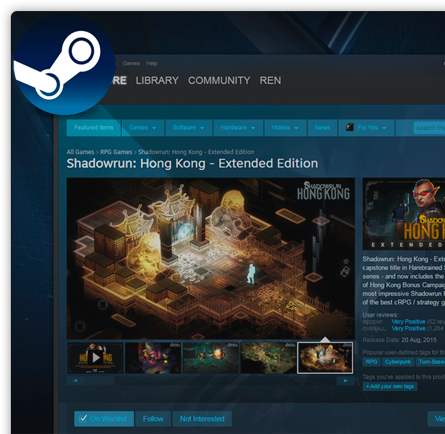 Games Help
RE LIBRARY COMMUNITY REN
Featured Items Games Software Hardware Videos News For You
All Games > RPG Games > Shadowrun: Hong Kong - Extended Edition
Shadowrun: Hong Kong - Extended Edition
SHADOWRUN
HONG KONG
SHADOWRUN
HONG KONG
EXTENDED
Shadowrun: Hong Kong - Exte
capstone title in Harebrained
series - and now includes the
of Hong Kong Bonus Campai
most impressive Shadowrun
of the best cRPG / strategy g
User reviews:
Very Positive (52 re
Very Positive (1,264
Release Date: 20 Aug, 2015
Popular user-defined tags for th
RPG Cyberpunk Turn-Base
Tags you've applied to this prod
+ Add your own tags
On Wishlist Follow Not Interested